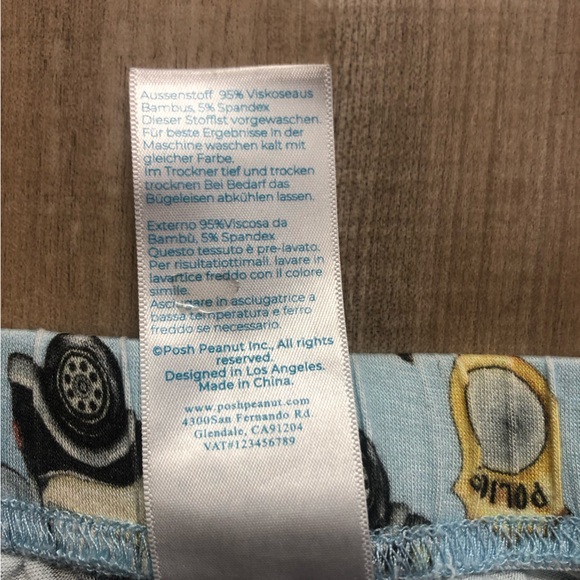 Aussenstoff 95% Viskoseaus
Bambus, 5% Spandex
Dieser Stoffist vorgewaschen.
Für beste Ergebnisse in der
Maschine waschen kalt mit
gleicher Farbe.
Im Trockner tief und trocken
trocknen Bei Bedarf das
Bügeleisen abkühlen lassen.
Externo 95%Viscosa da
Bambù, 5% Spandex
Questo tessuto è pre-lavato.
Per risultatiottimali. lavare in
lavartice freddo con il colore
simile.
Asciugare in asciugatrice a
bassa temperatura e ferro
freddo se necessario.
©Posh Peanut Inc., All rights
reserved.
Designed in Los Angeles.
Made in China.
www.poshpeanut.com
4300San Fernando Rd.
Glendale, CA91204
VAT#123456789
POLIC